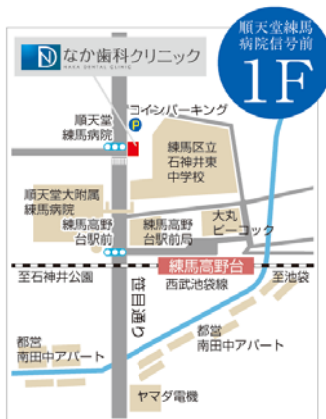 順天堂練馬
病院信号前
1F
なか歯科クリニック
NAKA DENTAL CLINIC
コインパーキング
P
順天堂
練馬病院
練馬区立
石神井東
中学校
順天堂大附属
練馬病院
練馬高野
台駅前
練馬高野
台駅前局
大丸
ピーコック
練馬高野台
至石神井公園
西武池袋線
至池袋
笹目通り
都営
南田中アパート
都営
南田中アパート
ヤマダ電機